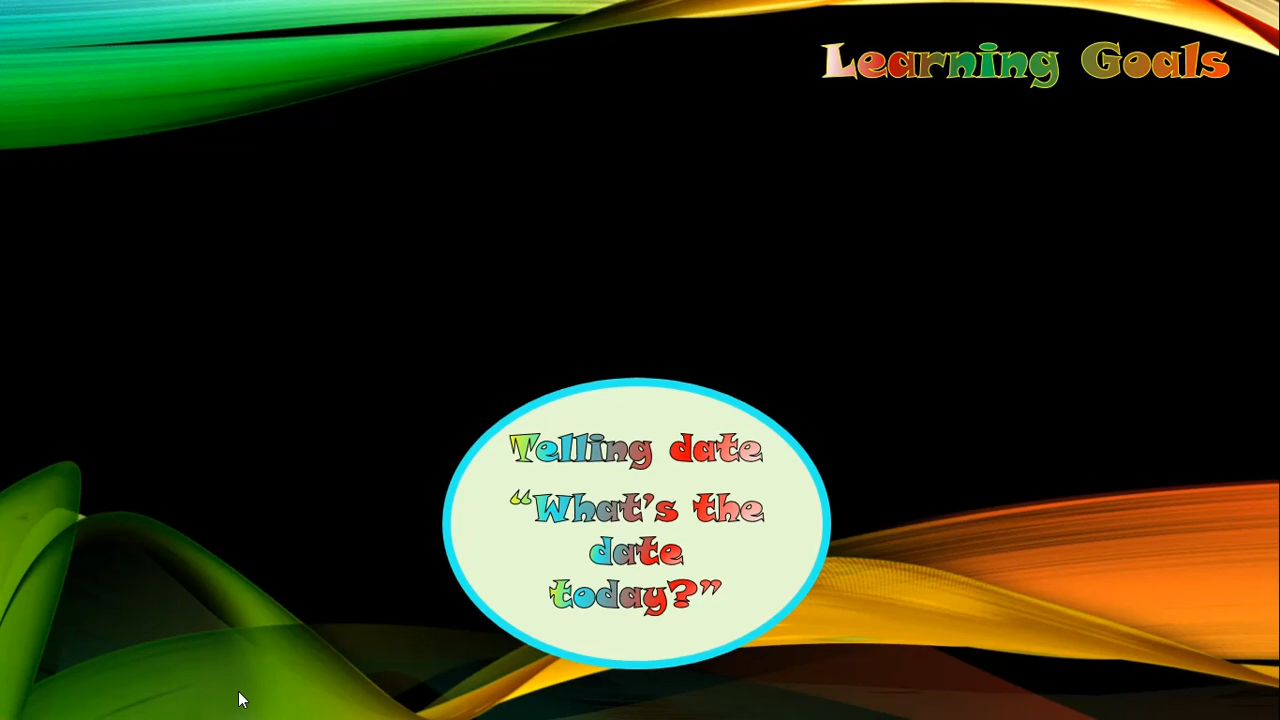 Learning Goals
Telling date
“What’s the
date
today?”